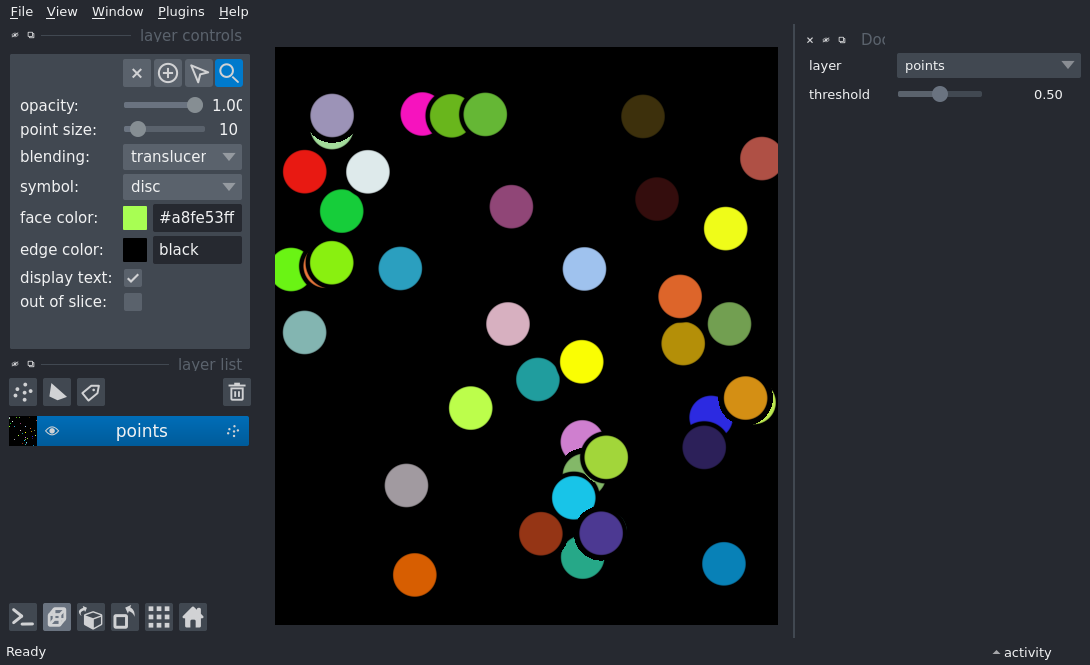 File View Window Plugins Help
layer controls
opacity: 1.00
point size: 10
blending: translucer
symbol: disc
face color: #a8fe53ff
edge color: black
display text:
out of slice:
layer list
points
Ready
Doc
layer points
threshold 0.50
activity